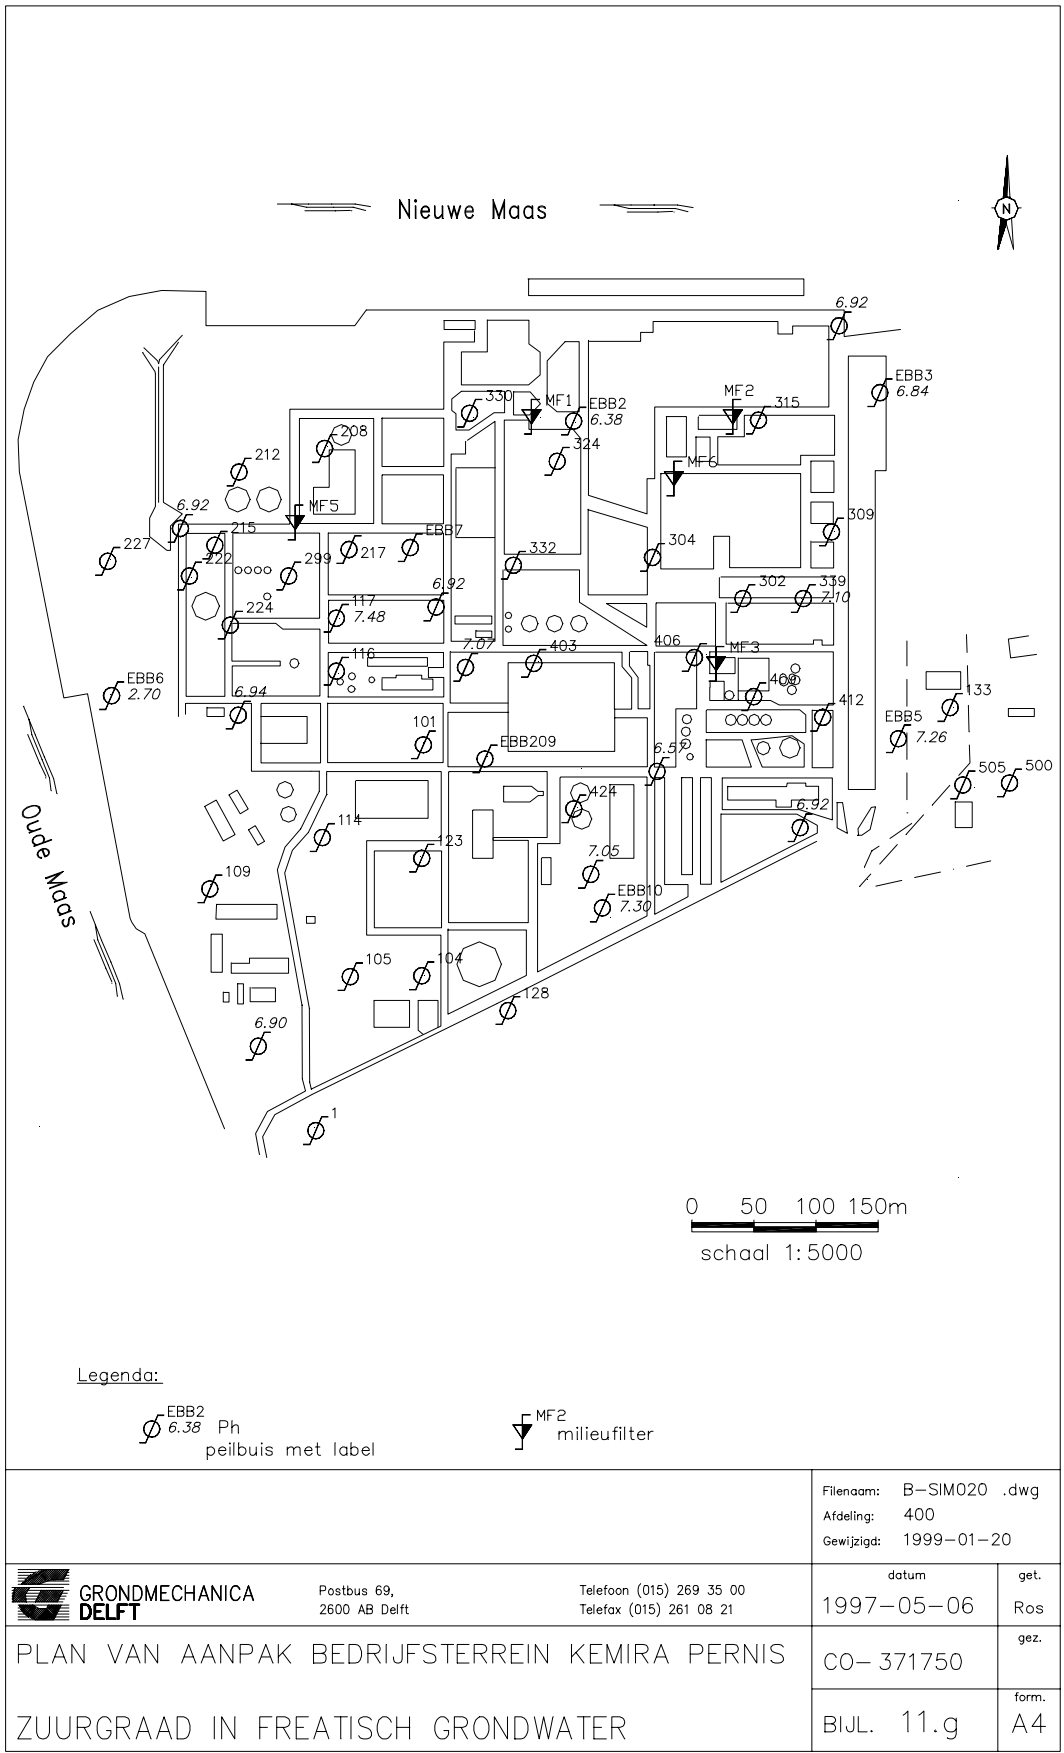 Nieuwe Maas
N
6.92
EBB3
6.84
330
MF1
EBB2
6.38
MF2
315
208
324
212
MF6
MF5
6.92
215
EBB7
309
227
222
299
217
332
304
302
339
7.10
117
7.48
6.92
224
116
7.07
403
406
MF3
EBB6
2.70
6.94
409
412
133
101
EBB209
EBB5
7.26
6.57
505
500
Oude Maas
114
424
6.92
123
7.05
109
EBB10
7.30
105
104
128
6.90
1
0 50 100 150m
schaal 1:5000
Legenda:
EBB2
6.38 Ph
peilbuis met label
MF2
milieufilter
Filenaam: B-SIM020 .dwg
Afdeling: 400
Gewijzigd: 1999-01-20
GRONDMECHANICA
DELFT
Postbus 69,
2600 AB Delft
Telefoon (015) 269 35 00
Telefax (015) 261 08 21
datum
1997-05-06
get.
Ros
PLAN VAN AANPAK BEDRIJFSTERREIN KEMIRA PERNIS
CO-371750
gez.
ZUURGRAAD IN FREATISCH GRONDWATER
BIJL. 11.g
form.
A4